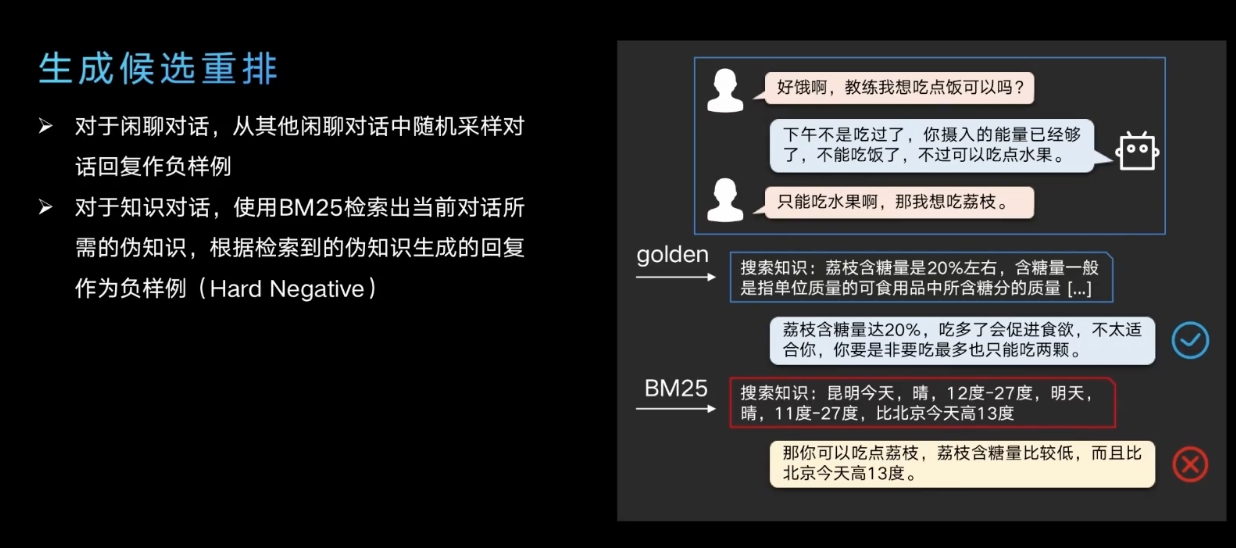 生成候选重排
➢ 对于闲聊对话，从其他闲聊对话中随机采样对
话回复作负样例
➢ 对于知识对话，使用BM25检索出当前对话所
需的伪知识，根据检索到的伪知识生成的回复
作为负样例（Hard Negative）
好饿啊，教练我想吃点饭可以吗？
下午不是吃过了，你摄入的能量已经够
了，不能吃饭了，不过可以吃点水果。
只能吃水果啊，那我想吃荔枝。
golden
搜索知识：荔枝含糖量是20%左右，含糖量一般
是指单位质量的可食用品中所含糖分的质量 [...]
荔枝含糖量达20%，吃多了会促进食欲，不太适
合你，你要是非要吃最多也只能吃两颗。
BM25
搜索知识：昆明今天，晴，12度-27度，明天，
晴，11度-27度，比北京今天高13度
那你可以吃点荔枝，荔枝含糖量比较低，而且比
北京今天高13度。